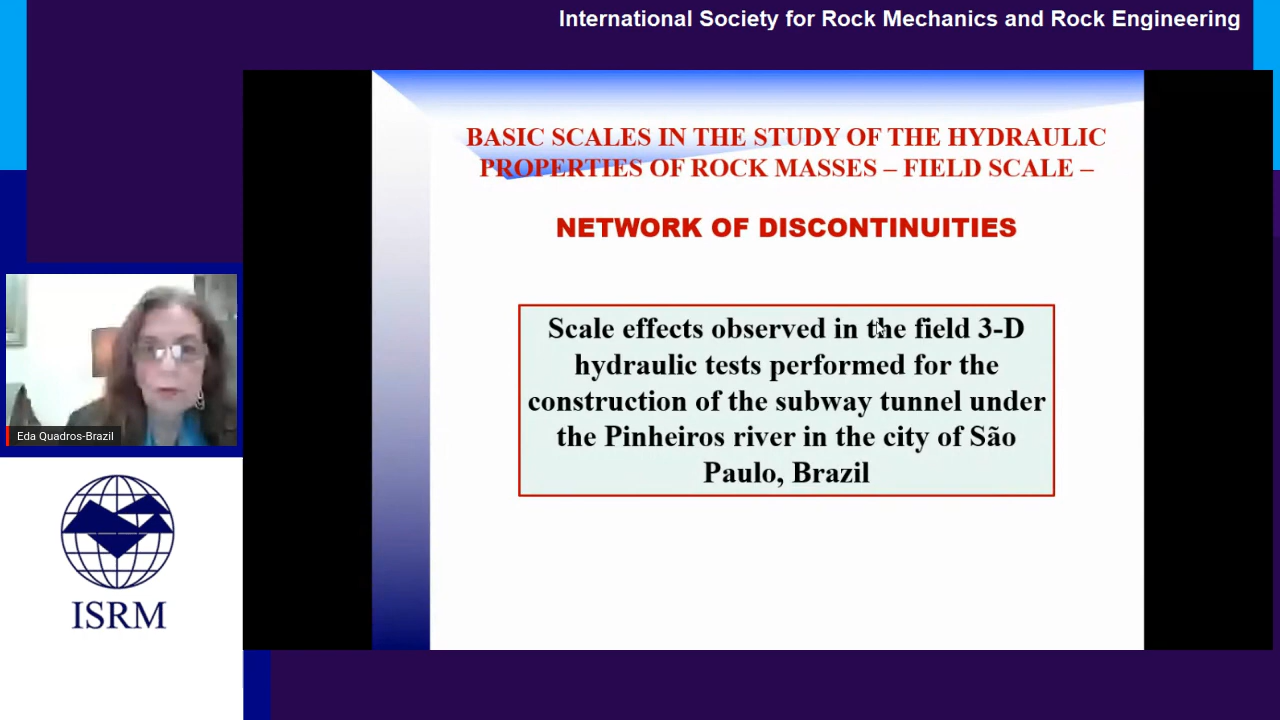 International Society for Rock Mechanics and Rock Engineering
BASIC SCALES IN THE STUDY OF THE HYDRAULIC
PROPERTIES OF ROCK MASSES – FIELD SCALE –
NETWORK OF DISCONTINUITIES
Scale effects observed in the field 3-D
hydraulic tests performed for the
construction of the subway tunnel under
the Pinheiros river in the city of São
Paulo, Brazil
Eda Quadros-Brazil
ISRM